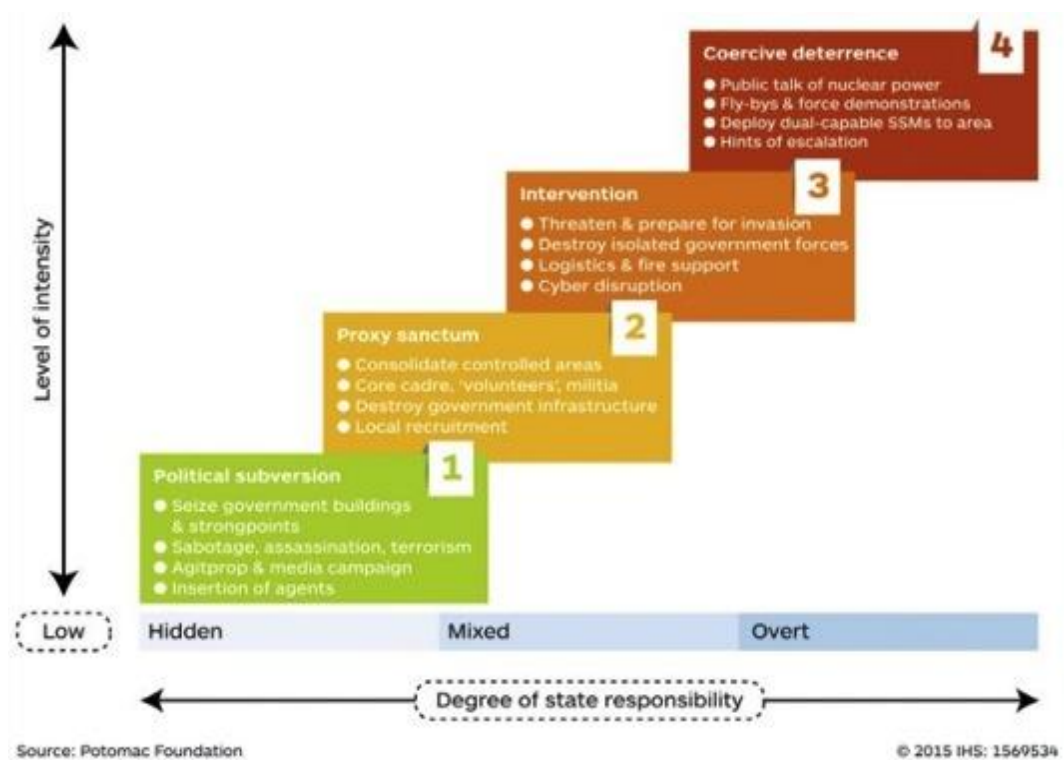 4
Coercive deterrence
● Public talk of nuclear power
● Fly-bys & force demonstrations
● Deploy dual-capable SSMs to area
● Hints of escalation
3
Intervention
● Threaten & prepare for invasion
● Destroy isolated government forces
● Logistics & fire support
● Cyber disruption
2
Proxy sanctum
● Consolidate controlled areas
● Core cadre, 'volunteers', militia
● Destroy government infrastructure
● Local recruitment
1
Political subversion
● Seize government buildings
& strongpoints
● Sabotage, assassination, terrorism
● Agitprop & media campaign
● Insertion of agents
Level of intensity
Low
Hidden
Mixed
Overt
Degree of state responsibility
Source: Potomac Foundation
© 2015 IHS: 1569534